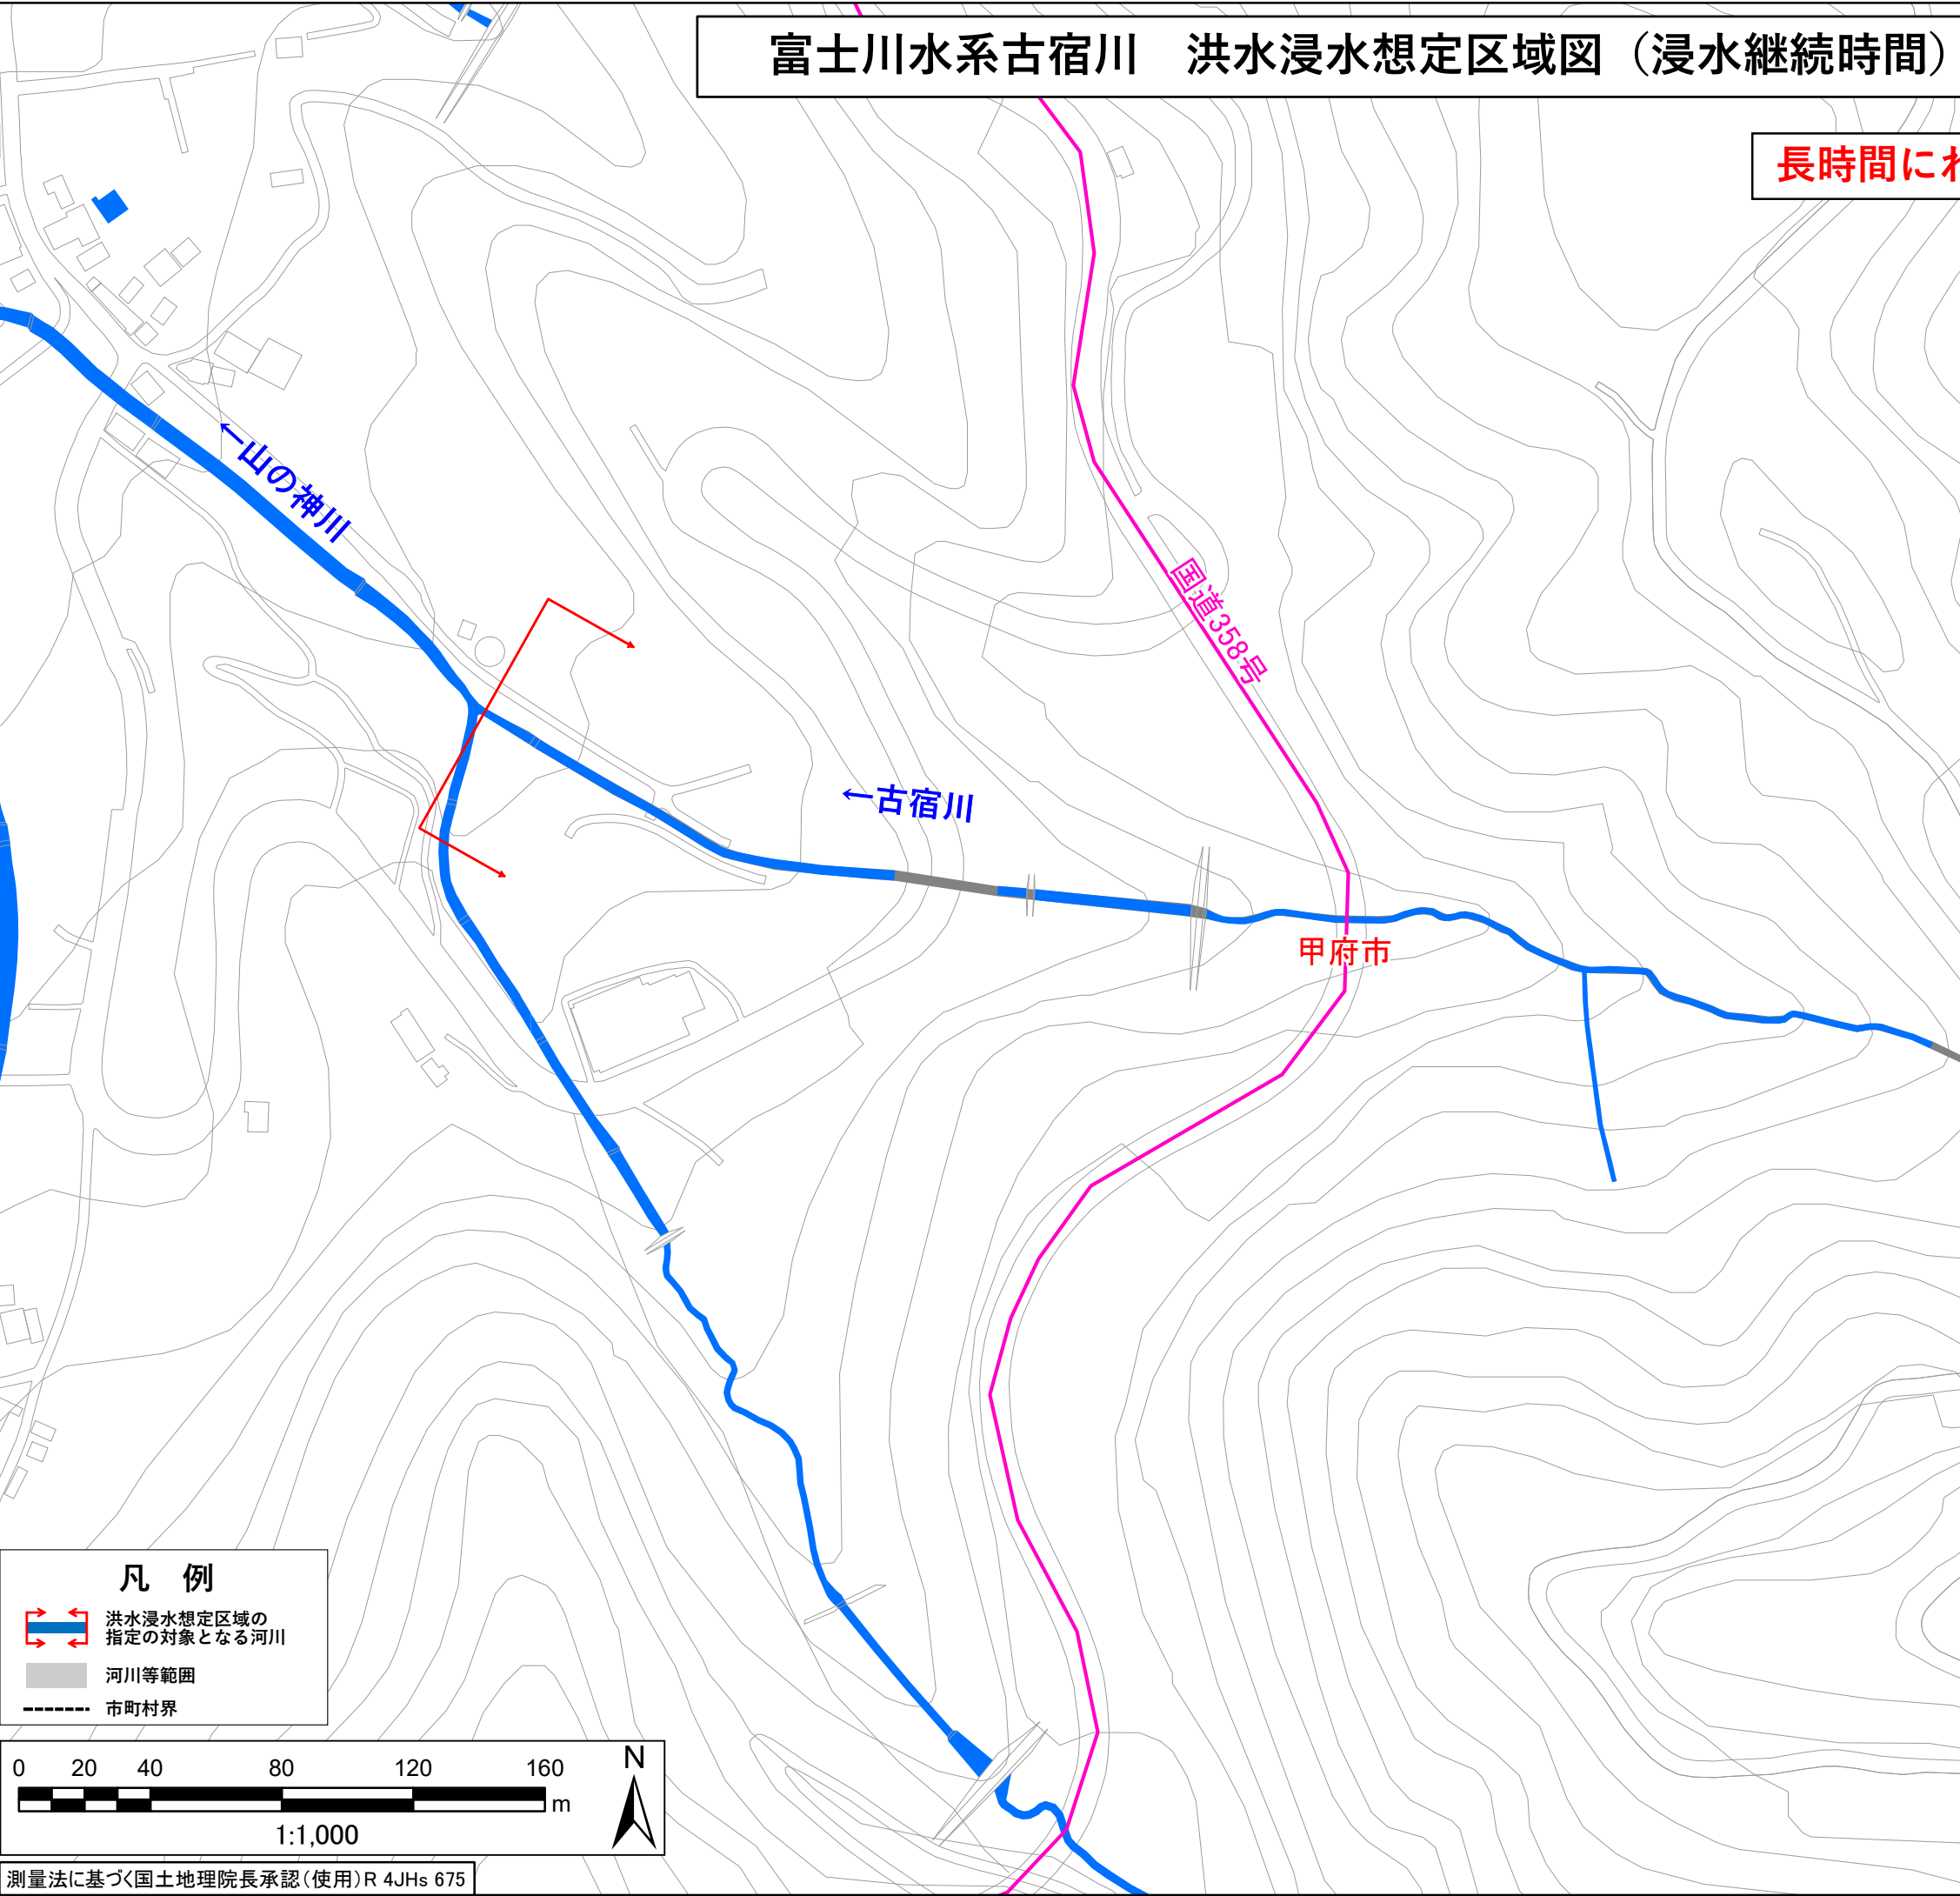 富士川水系古宿川　洪水浸水想定区域図（浸水継続時間）
長時間に
←山の神川
国道358号
←古宿川
甲府市
凡　例
洪水浸水想定区域の
指定の対象となる河川
河川等範囲
市町村界
0 20 40 80 120 160
m
1:1,000
N
測量法に基づく国土地理院長承認（使用）R 4JHs 675